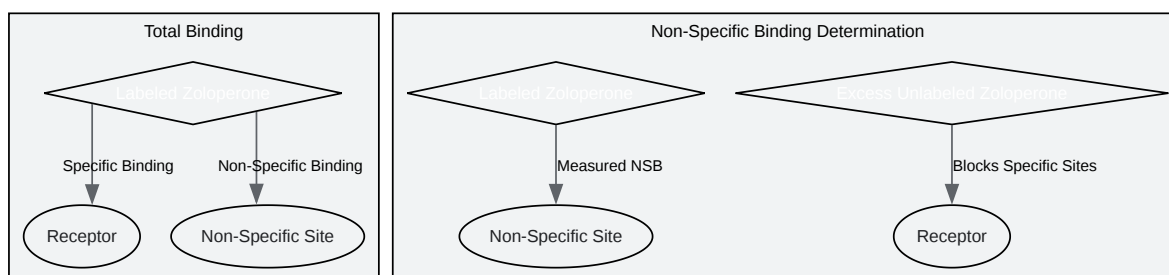 Total Binding
Labeled Zoloperone
Specific Binding
Non-Specific Binding
Receptor
Non-Specific Site
Non-Specific Binding Determination
Labeled Zoloperone
Excess Unlabeled Zoloperone
Measured NSB
Blocks Specific Sites
Non-Specific Site
Receptor